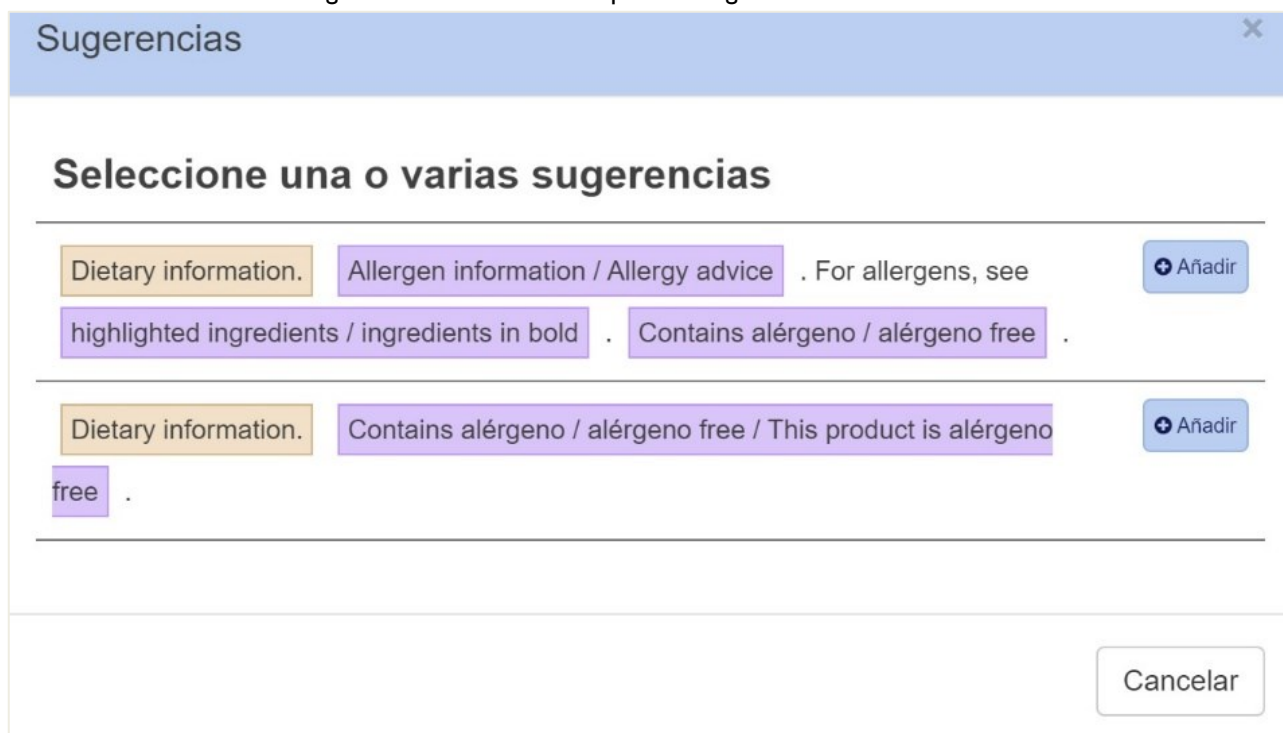 Sugerencias ×
Seleccione una o varias sugerencias
Dietary information. Allergen information / Allergy advice . For allergens, see Añadir
highlighted ingredients / ingredients in bold . Contains alérgeno / alérgeno free .
Dietary information. Contains alérgeno / alérgeno free / This product is alérgeno Añadir
free .
Cancelar